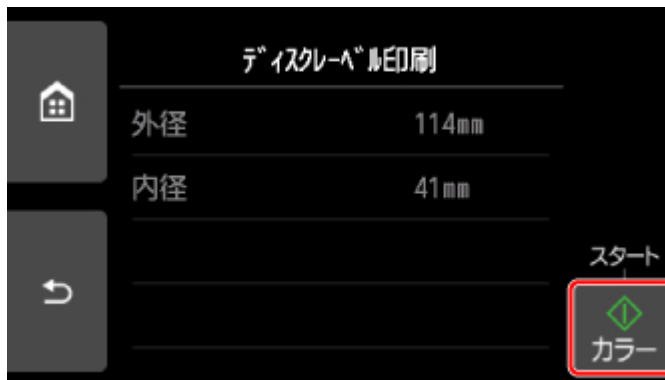 ディスクレーベル印刷
外径 114mm
内径 41mm
スタート
カラー